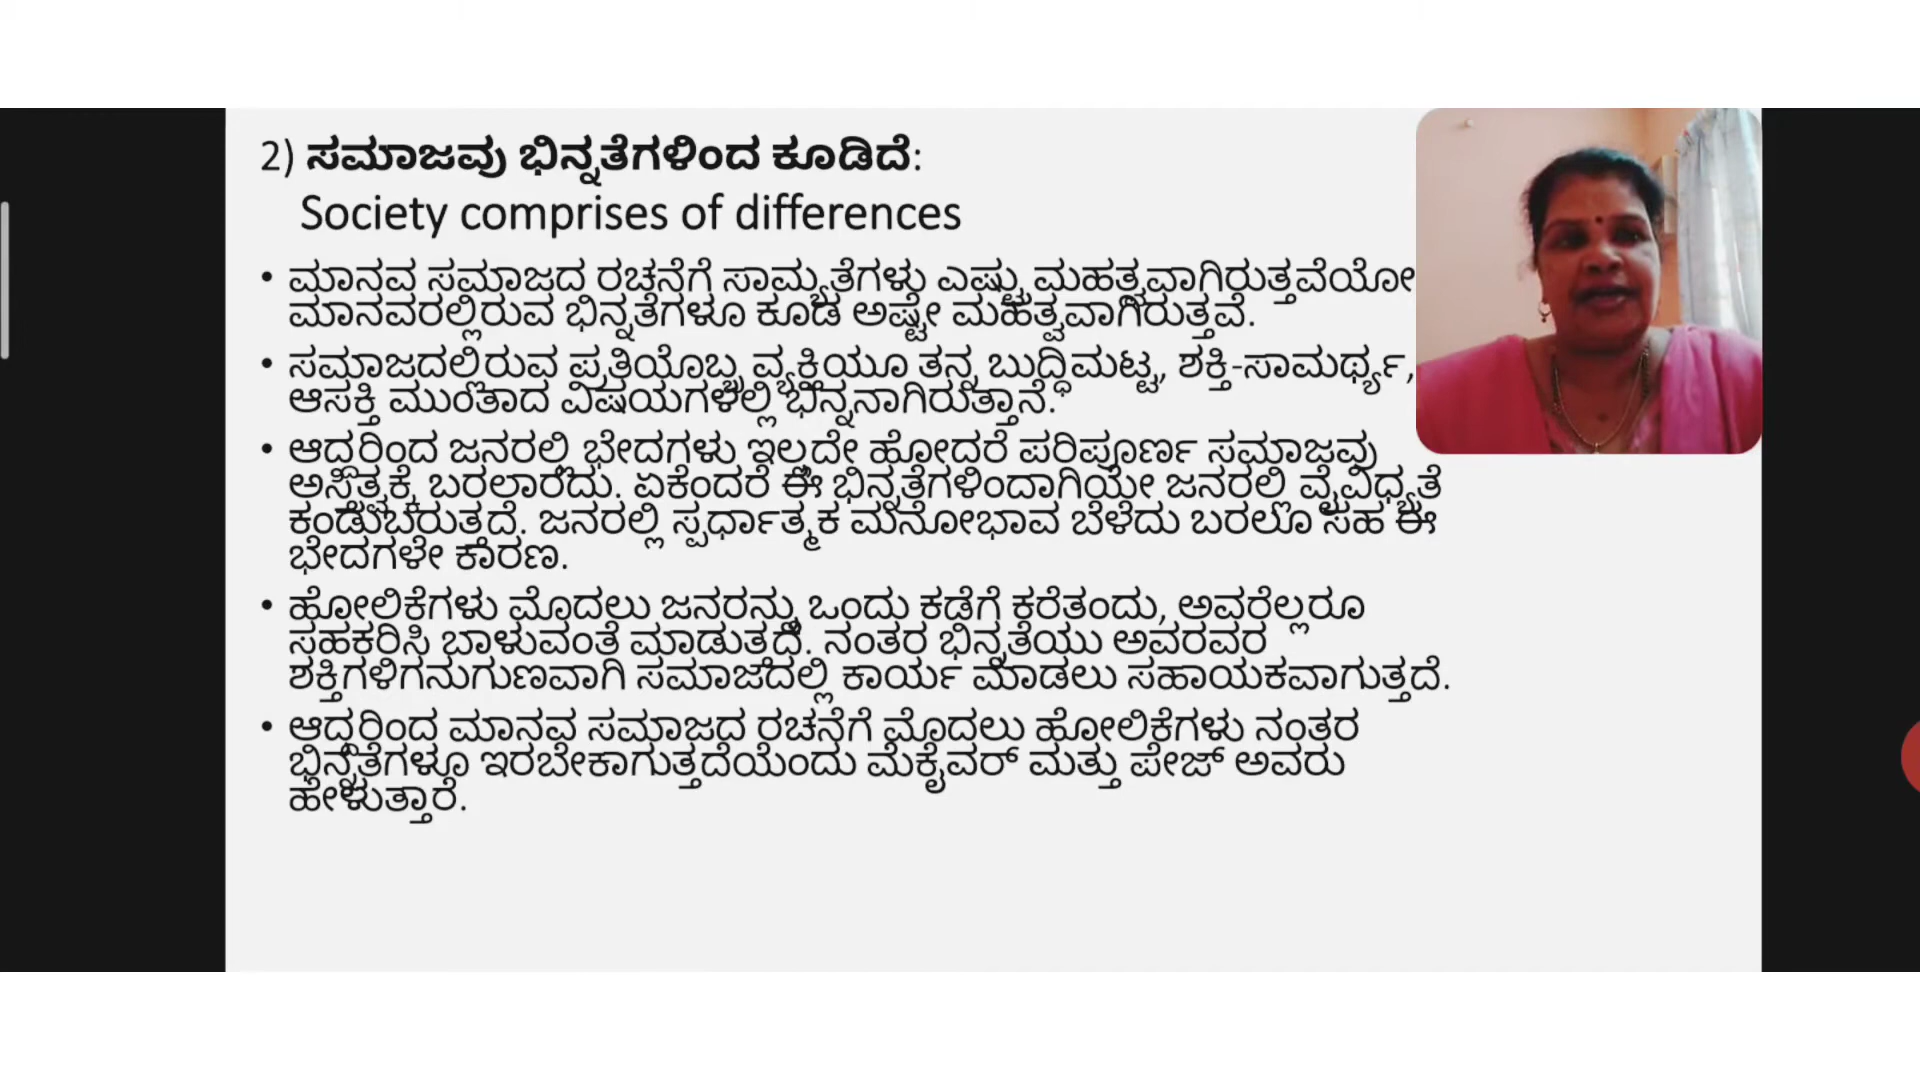 2) ಸಮಾಜವು ಭಿನ್ನತೆಗಳಿಂದ ಕೂಡಿದೆ:
Society comprises of differences
• ಮಾನವ ಸಮಾಜದ ರಚನೆಗೆ ಸಾಮ್ಯತೆಗಳು ಎಷ್ಟು ಮಹತ್ವವಾಗಿರುತ್ತವೆಯೋ
ಮಾನವರಲ್ಲಿರುವ ಭಿನ್ನತೆಗಳೂ ಕೂಡ ಅಷ್ಟೇ ಮಹತ್ವವಾಗಿರುತ್ತವೆ.
• ಸಮಾಜದಲ್ಲಿರುವ ಪ್ರತಿಯೊಬ್ಬ ವ್ಯಕ್ತಿಯೂ ತನ್ನ ಬುದ್ಧಿಮಟ್ಟ, ಶಕ್ತಿ-ಸಾಮರ್ಥ್ಯ,
ಆಸಕ್ತಿ ಮುಂತಾದ ವಿಷಯಗಳಲ್ಲಿ ಭಿನ್ನನಾಗಿರುತ್ತಾನೆ.
• ಆದ್ದರಿಂದ ಜನರಲ್ಲಿ ಭೇದಗಳು ಇಲ್ಲದೇ ಹೋದರೆ ಪರಿಪೂರ್ಣ ಸಮಾಜವು
ಅಸ್ತಿತ್ವಕ್ಕೆ ಬರಲಾರದು. ಏಕೆಂದರೆ ಈ ಭಿನ್ನತೆಗಳಿಂದಾಗಿಯೇ ಜನರಲ್ಲಿ ವೈವಿಧ್ಯತೆ
ಕಂಡುಬರುತ್ತದೆ. ಜನರಲ್ಲಿ ಸ್ಪರ್ಧಾತ್ಮಕ ಮನೋಭಾವ ಬೆಳೆದು ಬರಲೂ ಸಹ ಈ
ಭೇದಗಳೇ ಕಾರಣ.
• ಹೋಲಿಕೆಗಳು ಮೊದಲು ಜನರನ್ನು ಒಂದು ಕಡೆಗೆ ಕರೆತಂದು, ಅವರೆಲ್ಲರೂ
ಸಹಕರಿಸಿ ಬಾಳುವಂತೆ ಮಾಡುತ್ತದೆ. ನಂತರ ಭಿನ್ನತೆಯು ಅವರವರ
ಶಕ್ತಿಗಳಿಗನುಗುಣವಾಗಿ ಸಮಾಜದಲ್ಲಿ ಕಾರ್ಯ ಮಾಡಲು ಸಹಾಯಕವಾಗುತ್ತದೆ.
• ಆದ್ದರಿಂದ ಮಾನವ ಸಮಾಜದ ರಚನೆಗೆ ಮೊದಲು ಹೋಲಿಕೆಗಳು ನಂತರ
ಭಿನ್ನತೆಗಳೂ ಇರಬೇಕಾಗುತ್ತದೆಯೆಂದು ಮೆಕೈವರ್ ಮತ್ತು ಪೇಜ್ ಅವರು
ಹೇಳುತ್ತಾರೆ.